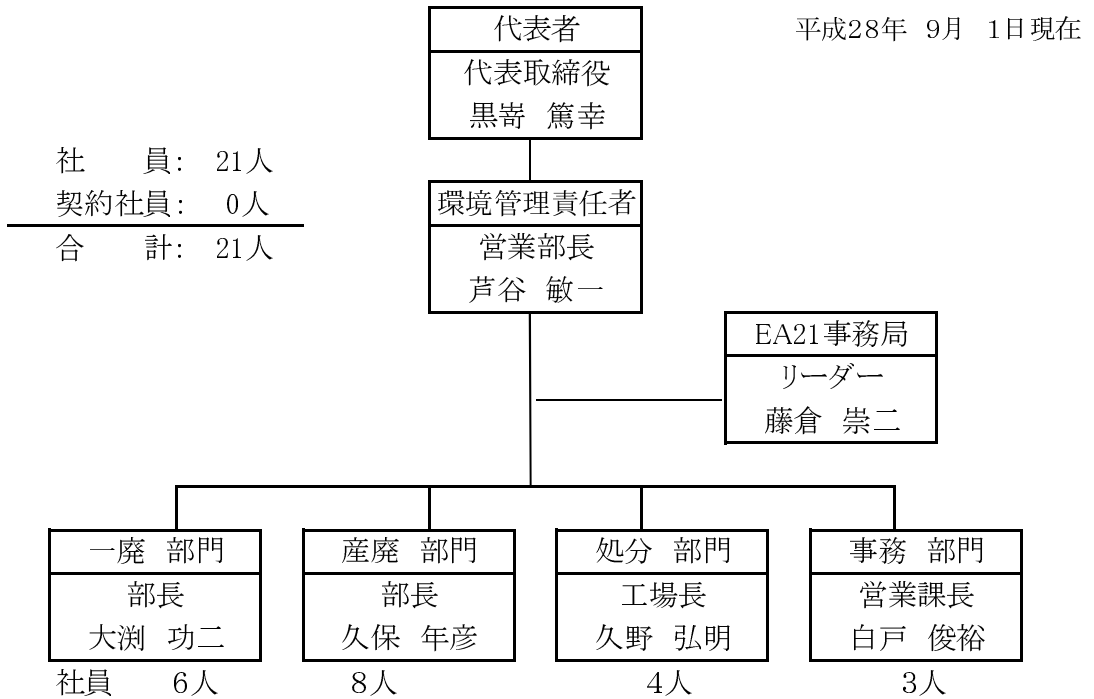 平成28年 9月 1日現在
代表者
代表取締役
黒嵜 篤幸
社 員： 21人
契約社員： 0人
合 計： 21人
環境管理責任者
営業部長
芦谷 敏一
EA21事務局
リーダー
藤倉 崇二
一廃 部門
部長
大渕 功二
産廃 部門
部長
久保 年彦
処分 部門
工場長
久野 弘明
事務 部門
営業課長
白戸 俊裕
社員 6人 8人 4人 3人